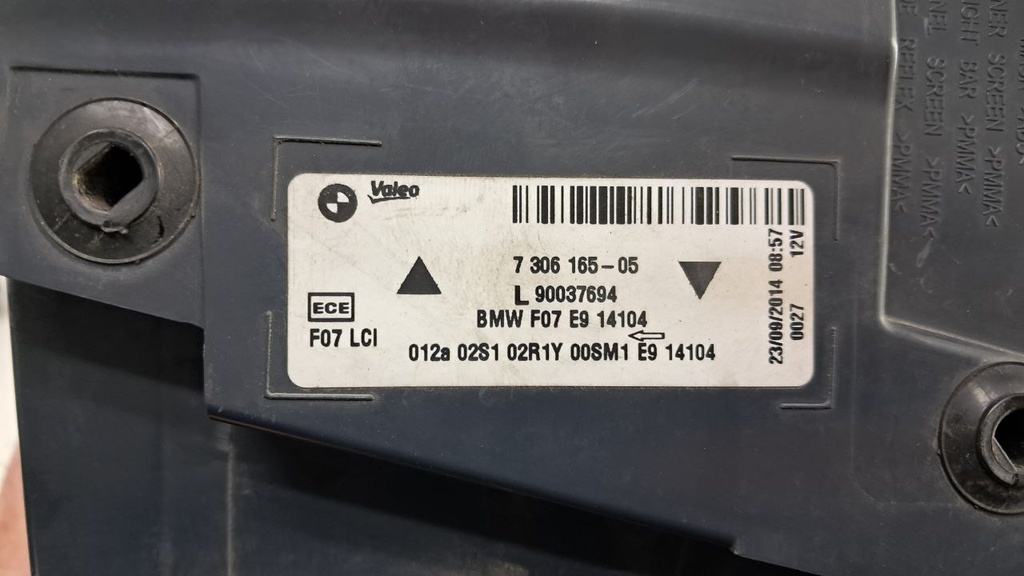 Valeo
7 306 165-05
L 90037694
BMW F07 E9 14104
ECE
F07 LCI
012a 02S1 02R1Y 00SM1 E9 14104
23/09/2014 08:57
0027 12V
SCREEN >PMMA<
BAR >PMMA<
SCREEN >PMMA<
REFLEX >PMMA<